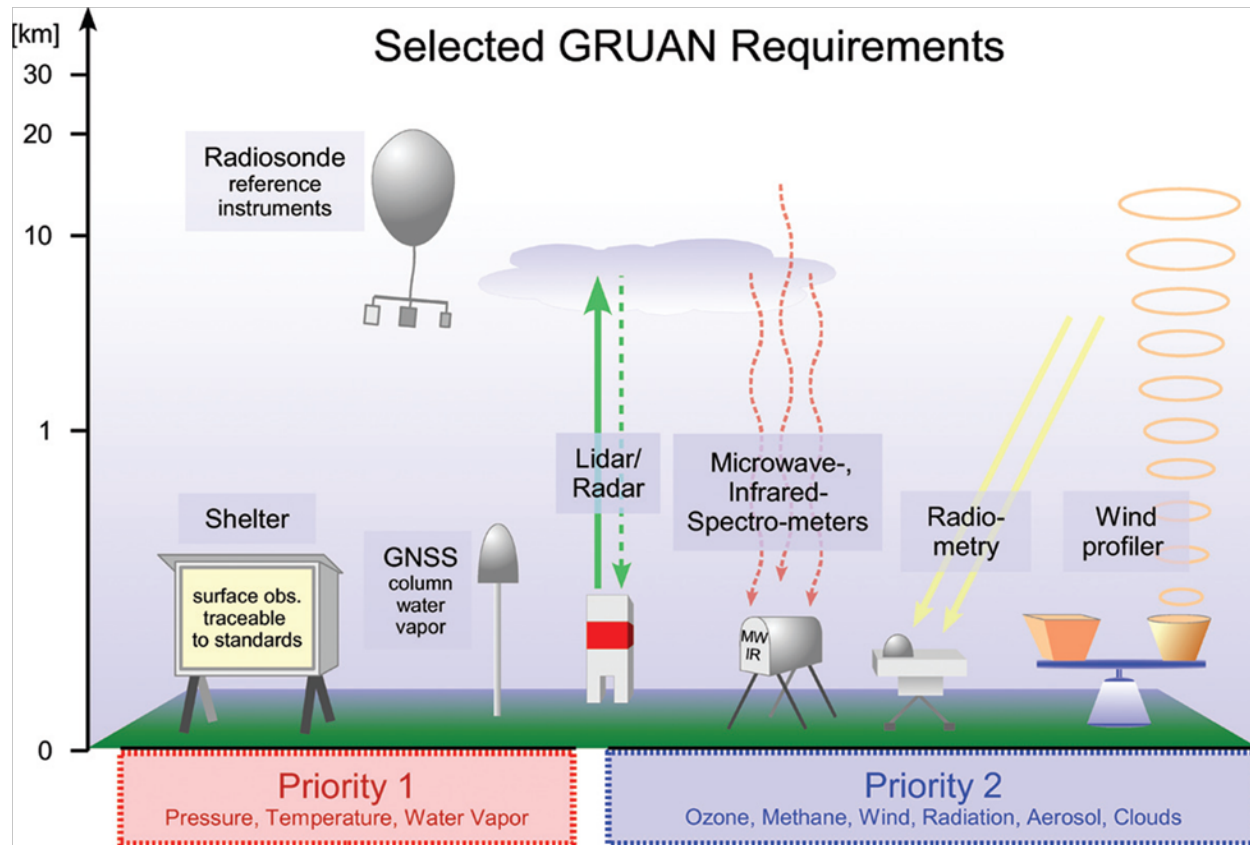 [km]
Selected GRUAN Requirements
30
20
10
1
0
Radiosonde
reference
instruments
Shelter
surface obs.
traceable
to standards
GNSS
column
water
vapor
Lidar/
Radar
Microwave-,
Infrared-
Spectro-meters
MW
IR
Radio-
metry
Wind
profiler
Priority 1
Pressure, Temperature, Water Vapor
Priority 2
Ozone, Methane, Wind, Radiation, Aerosol, Clouds